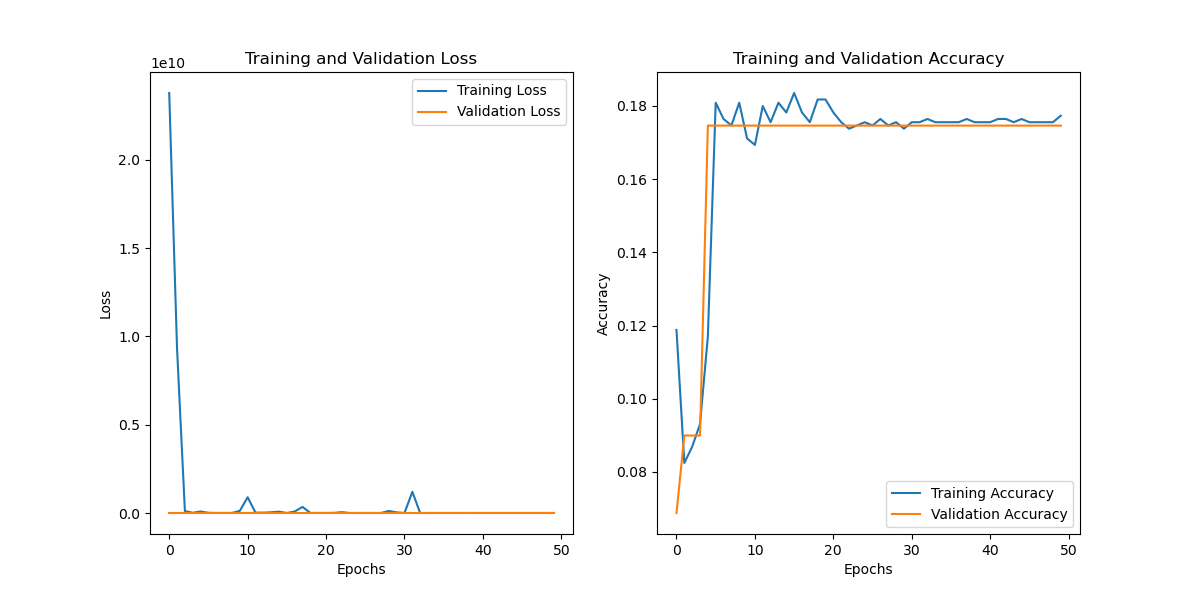 Training and Validation Loss
1e10
Training Loss
Validation Loss
2.0
1.5
1.0
0.5
0.0
Loss
0 10 20 30 40 50
Epochs
Training and Validation Accuracy
0.18
0.16
0.14
0.12
0.10
0.08
Accuracy
Training Accuracy
Validation Accuracy
0 10 20 30 40 50
Epochs